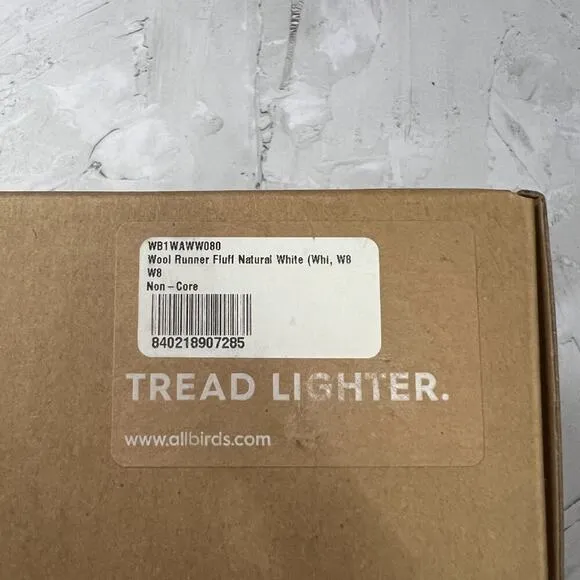 WB1WAWW080
Wool Runner Fluff Natural White (Whi, W8
W8
Non-Core
840218907285
TREAD LIGHTER.
www.allbirds.com